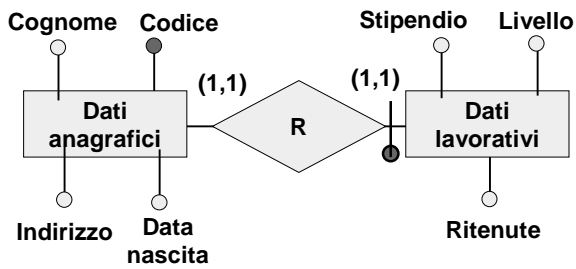 Cognome
Codice
Stipendio
Livello
(1,1)
(1,1)
Dati
anagrafici
R
Dati
lavorativi
Indirizzo
Data
nascita
Ritenute